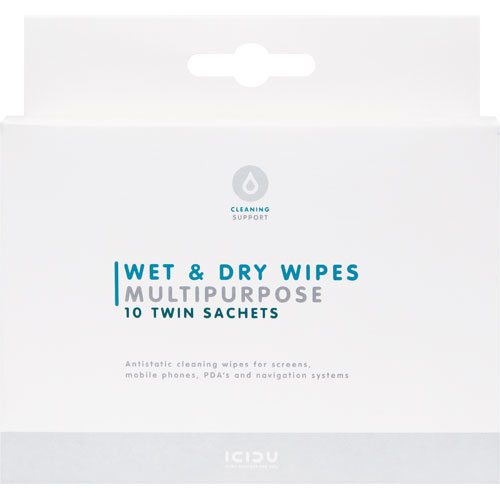 CLEANING
SUPPORT
WET & DRY WIPES
MULTIPURPOSE
10 TWIN SACHETS
Antistatic cleaning wipes for screens,
mobile phones, PDA's and navigation systems
ICIDU